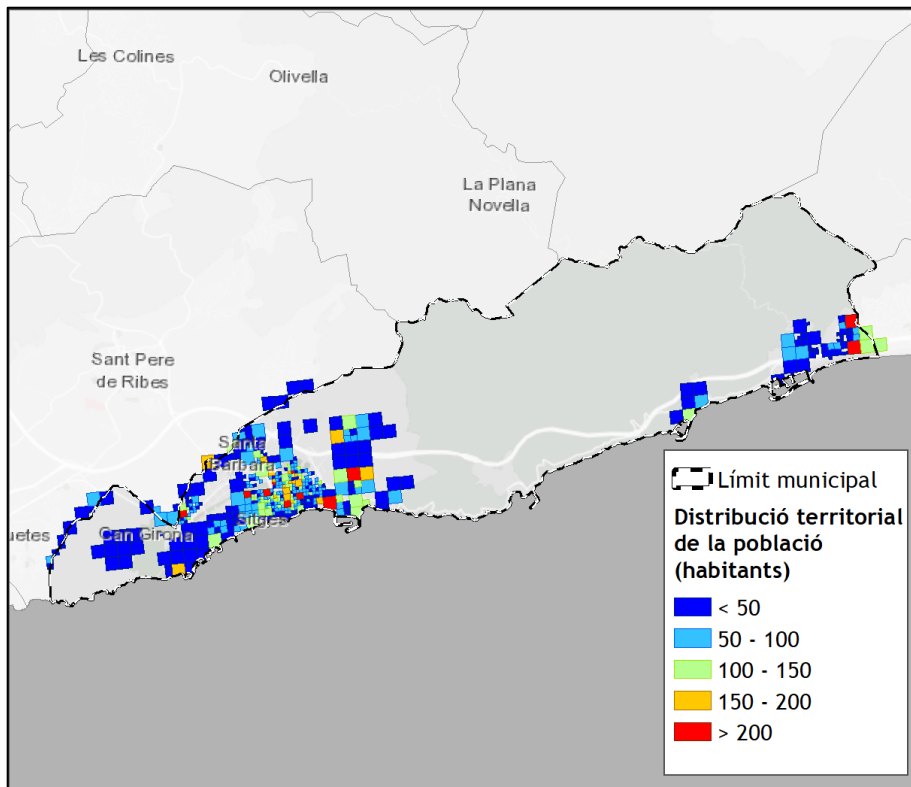 Les Colines
Olivella
La Plana
Novella
Sant Pere
de Ribes
Santa
Bàrbara
uetes
Can Girona
Sitges
Límit municipal
Distribució territorial
de la població
(habitants)
< 50
50 - 100
100 - 150
150 - 200
> 200